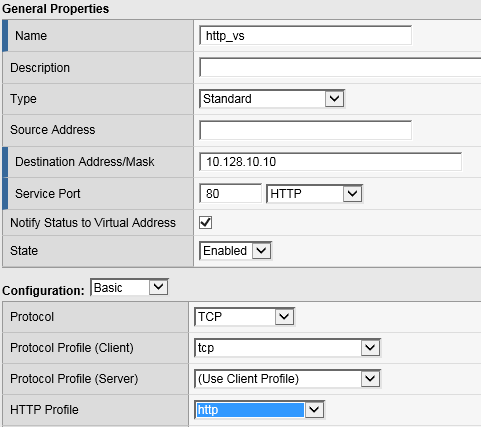 General Properties
Name http_vs
Description
Type Standard
Source Address
Destination Address/Mask 10.128.10.10
Service Port 80 HTTP
Notify Status to Virtual Address
State Enabled
Configuration: Basic
Protocol TCP
Protocol Profile (Client) tcp
Protocol Profile (Server) (Use Client Profile)
HTTP Profile http